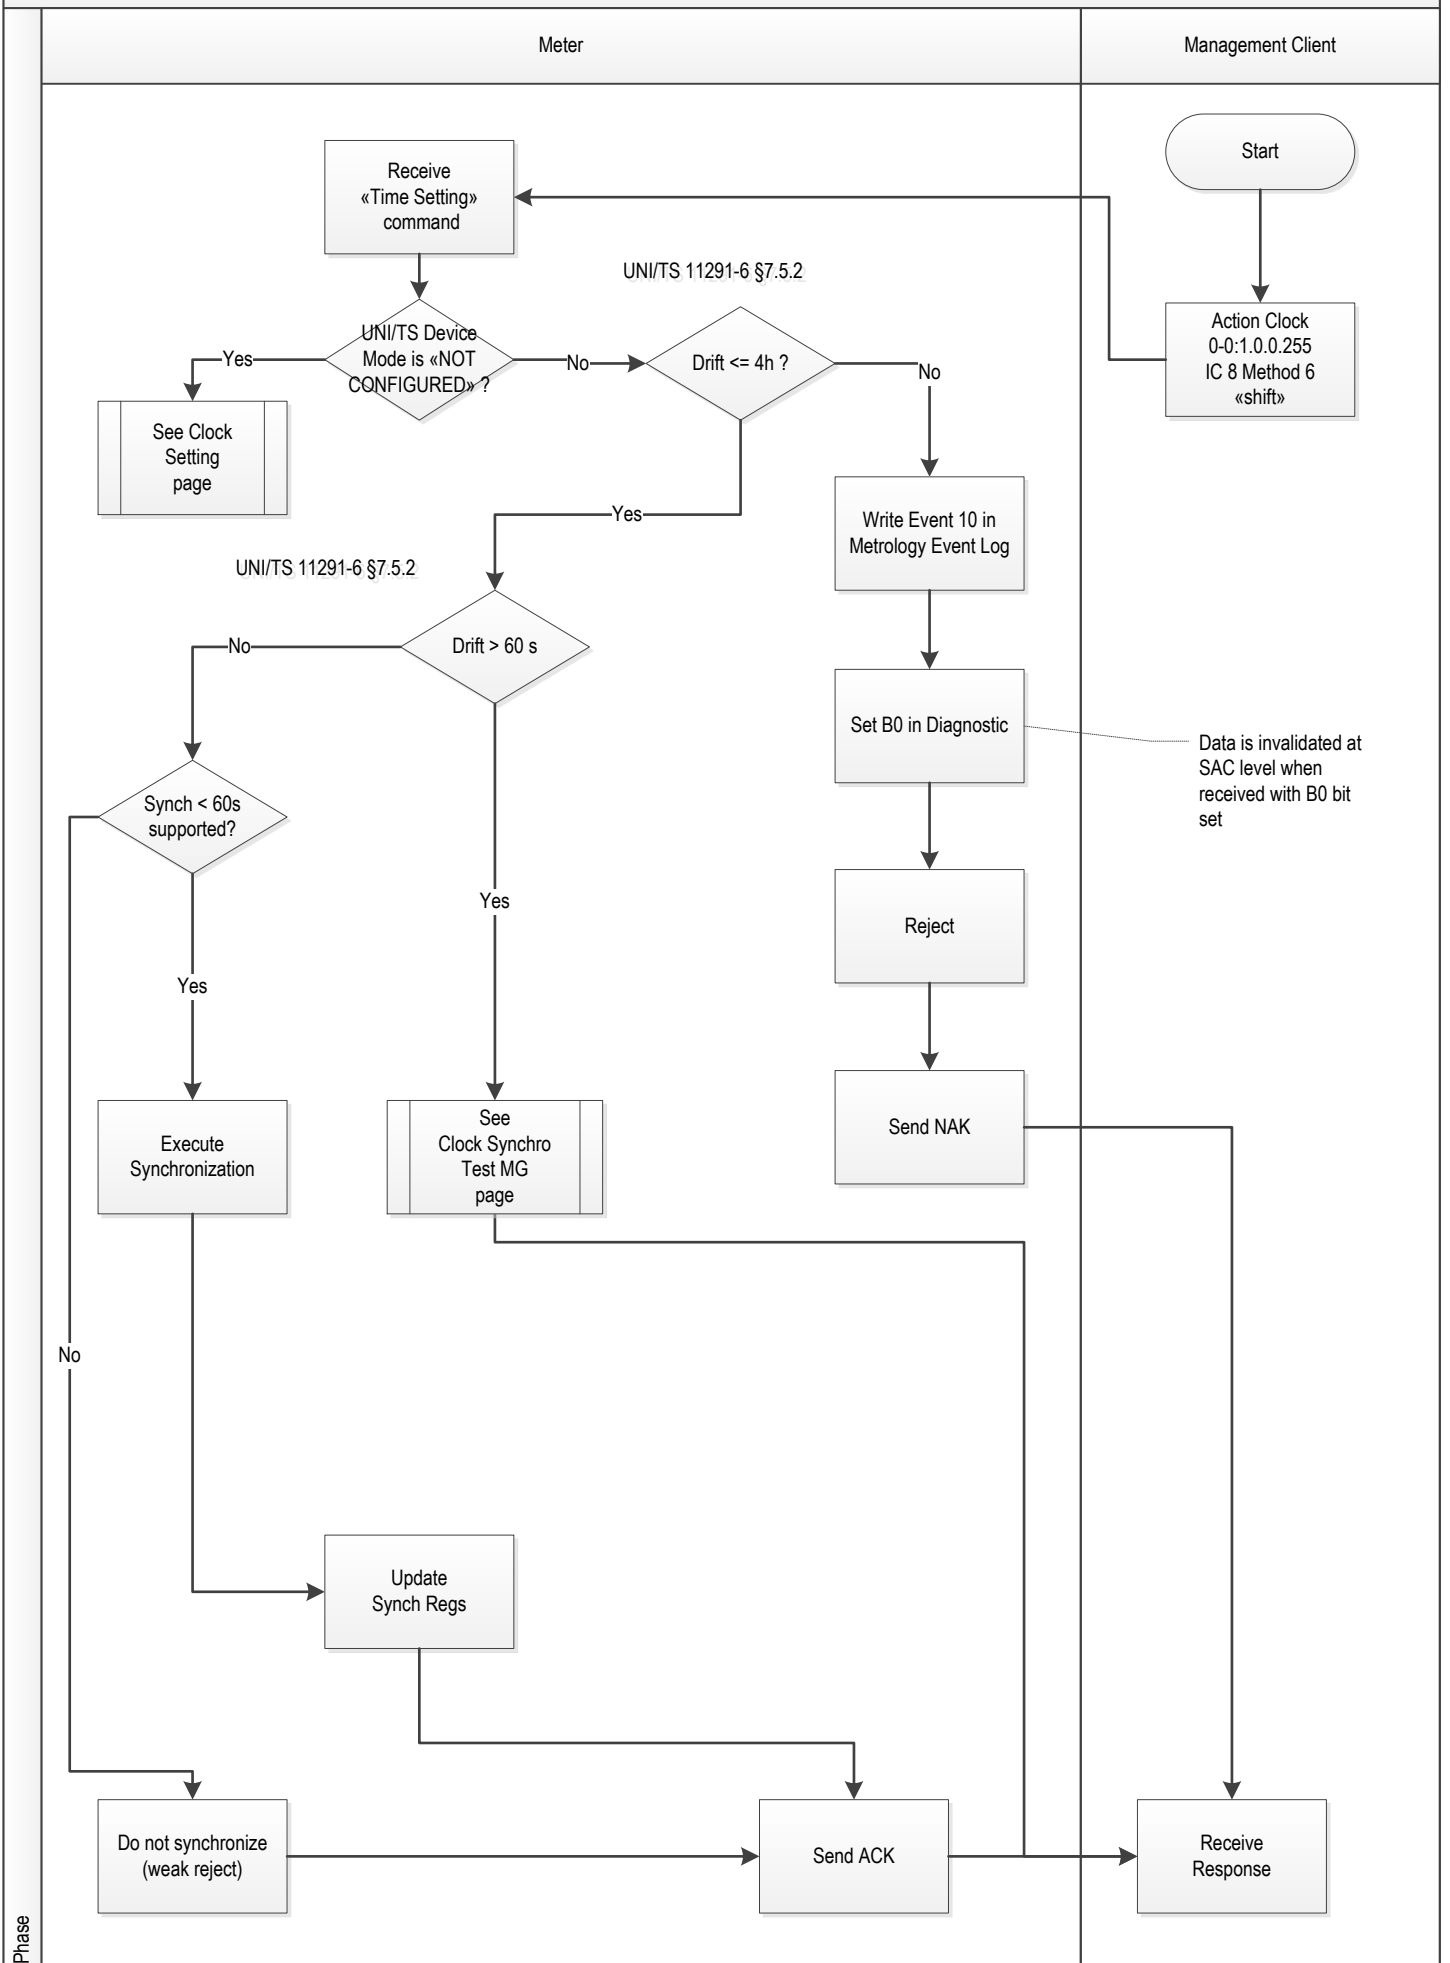 Meter
Management Client
Start
Receive
«Time Setting»
command
UNI/TS 11291-6 §7.5.2
Action Clock
0-0:1.0.0.255
IC 8 Method 6
«shift»
UNI/TS Device
Mode is «NOT
CONFIGURED» ?
Yes
No
Drift <= 4h ?
No
See Clock
Setting
page
Yes
Write Event 10 in
Metrology Event Log
UNI/TS 11291-6 §7.5.2
Drift > 60 s
No
Set B0 in Diagnostic
Data is invalidated at
SAC level when
received with B0 bit
set
Synch < 60s
supported?
Yes
Reject
Yes
Execute
Synchronization
See
Clock Synchro
Test MG
page
Send NAK
No
Update
Synch Regs
Do not synchronize
(weak reject)
Send ACK
Receive
Response
Phase